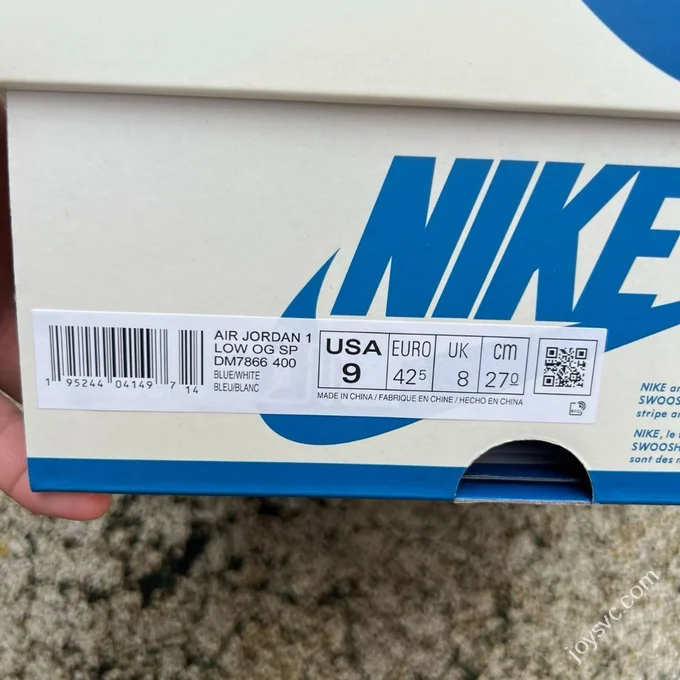 NIKE
1 95244 04149 7 14
AIR JORDAN 1
LOW OG SP
DM7866 400
BLUE/WHITE
BLEU/BLANC
USA
9
EURO
42.5
UK
8
cm
27.0
MADE IN CHINA / FABRIQUE EN CHINE / HECHO EN CHINA
NIKE an
SWOOSH
stripe ar
NIKE, le
SWOOSH
sont des m
joysvc.com